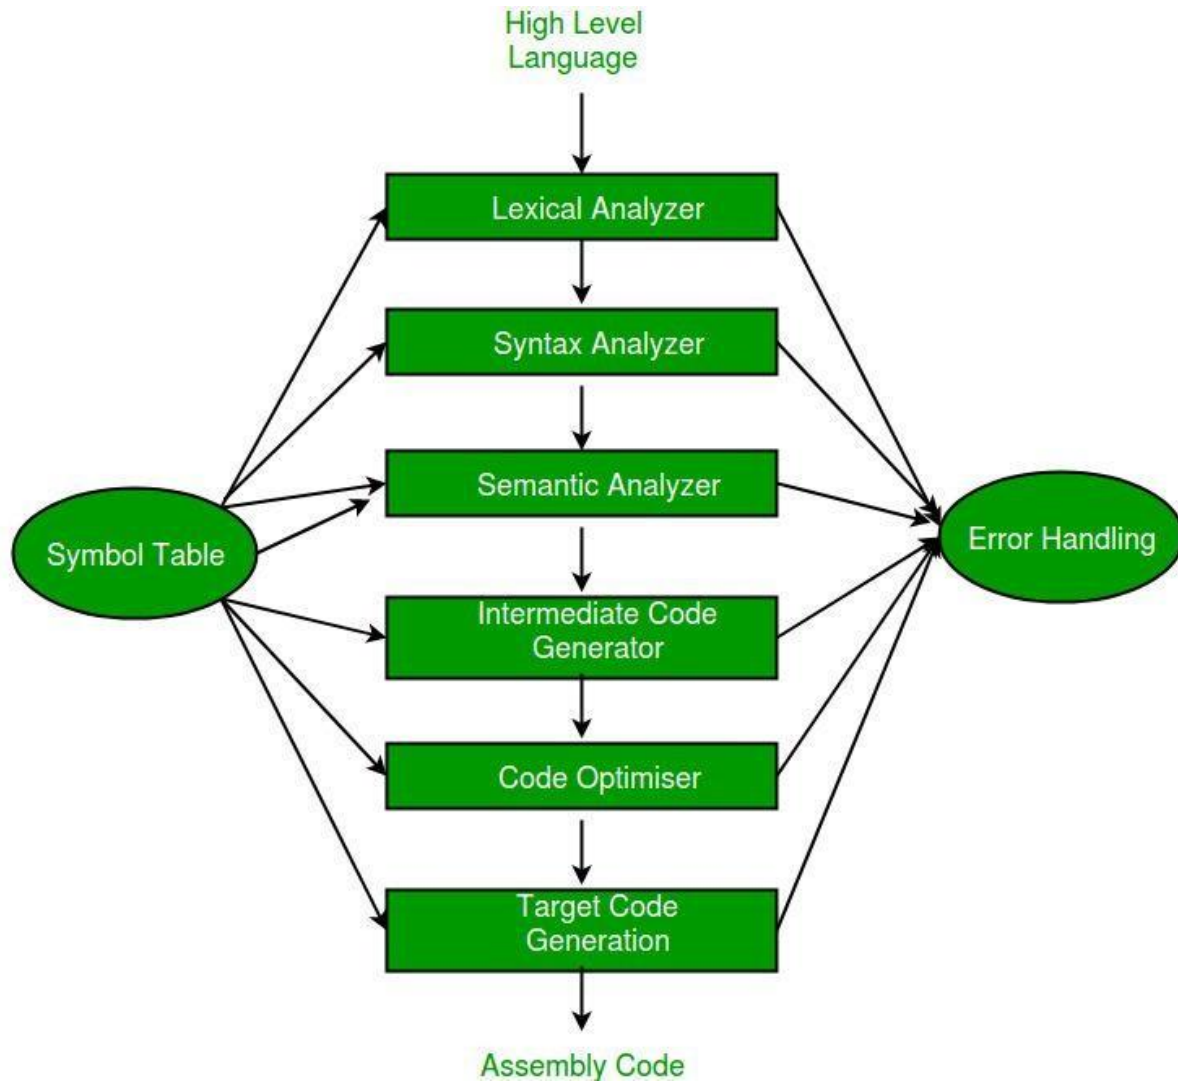 High Level
Language
Lexical Analyzer
Syntax Analyzer
Semantic Analyzer
Symbol Table
Error Handling
Intermediate Code
Generator
Code Optimiser
Target Code
Generation
Assembly Code